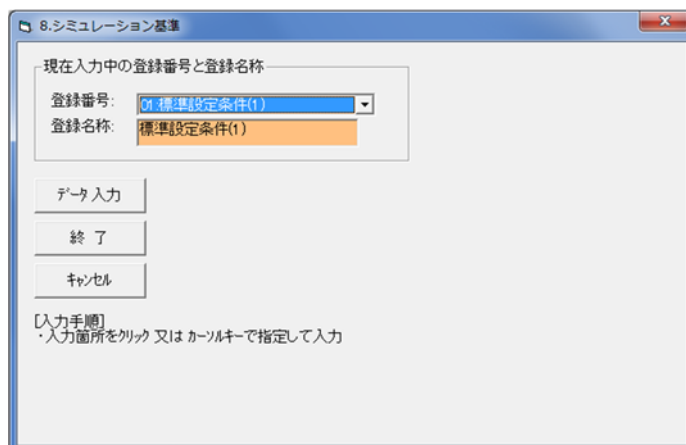 8.シミュレーション基準
現在入力中の登録番号と登録名称
登録番号: 01:標準設定条件(1)
登録名称: 標準設定条件(1)
データ入力
終 了
キャンセル
[入力手順]
・入力箇所をクリック 又は カーソルキーで指定して入力